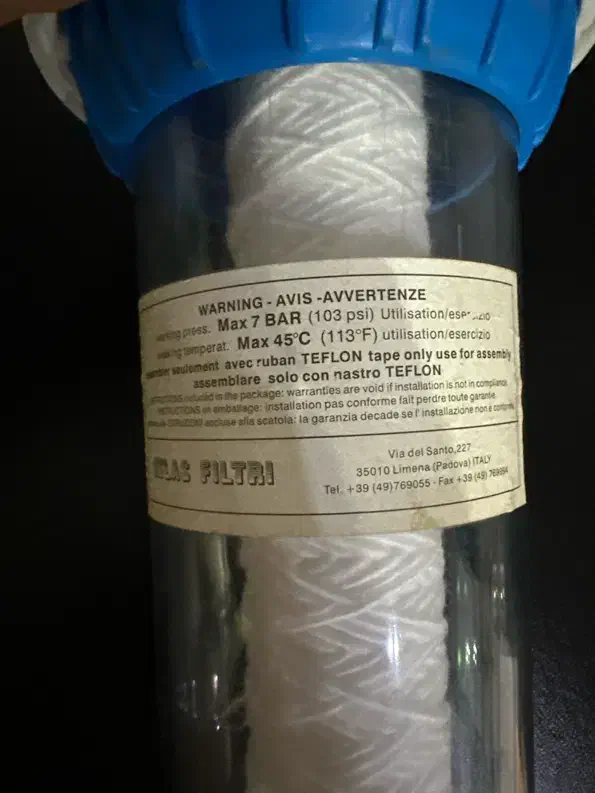 WARNING - AVIS -AVVERTENZE
press. Max 7 BAR (103 psi) Utilisation/
temperat. Max 45°C (113°F) utilisation/esercizio
seulement avec ruban TEFLON tape only use for assembly
assemblare solo con nastro TEFLON
included in the package: warranties are void if installation is not in compliance.
INSTRUCTIONS en emballage: installation pas conforme fait perdre toute garantie.
accluse alla scatola: la garanzia decade se l' installazione non è
FILTRI
Via del Santo,227
35010 Limena (Padova) ITALY
Tel. +39 (49)769055 - Fax +39 (49)